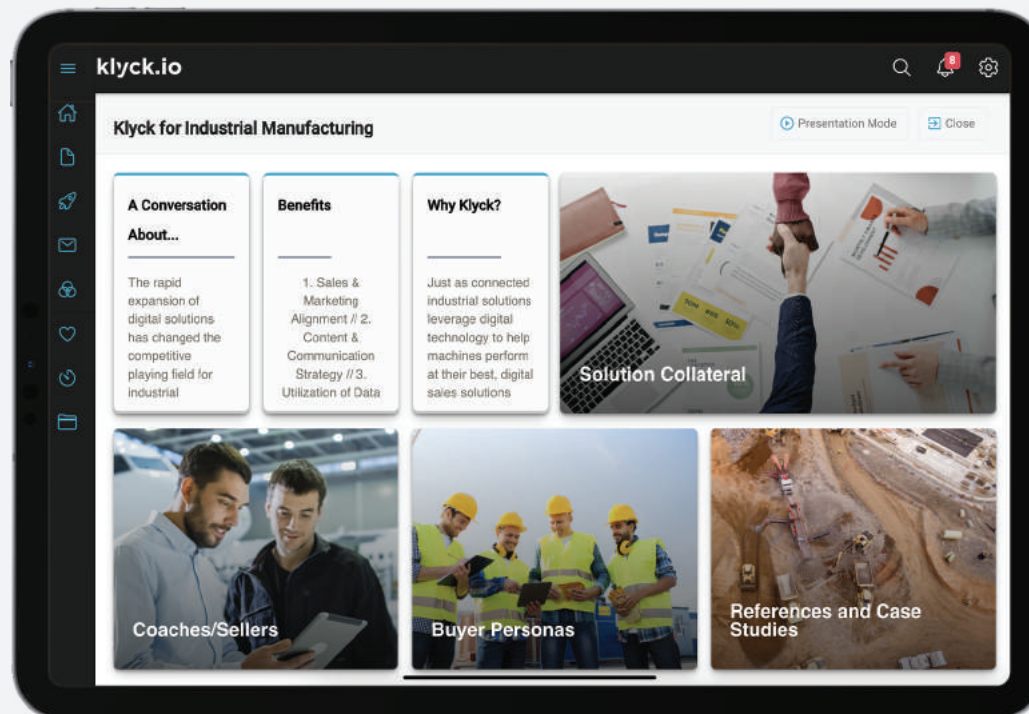 klyck.io
8
Klyck for Industrial Manufacturing
Presentation Mode
Close
A Conversation
About...
The rapid
expansion of
digital solutions
has changed the
competitive
playing field for
industrial
Benefits
1. Sales &
Marketing
Alignment // 2.
Content &
Communication
Strategy // 3.
Utilization of Data
Why Klyck?
Just as connected
industrial solutions
leverage digital
technology to help
machines perform
at their best, digital
sales solutions
Solution Collateral
Coaches/Sellers
Buyer Personas
References and Case
Studies